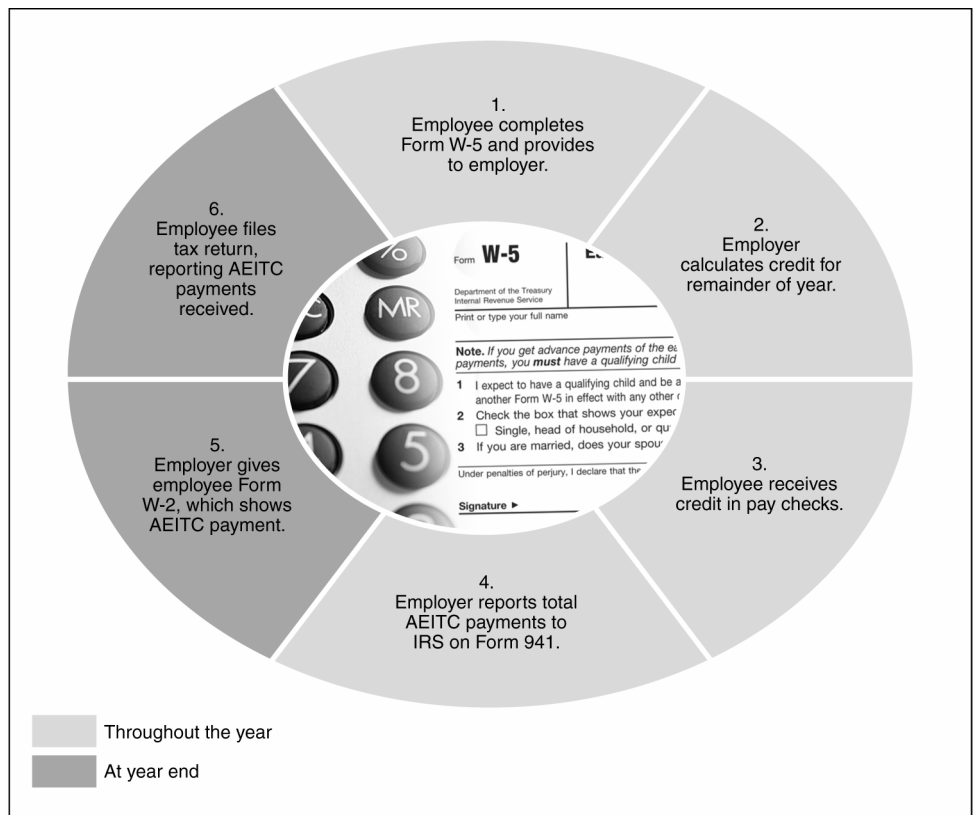 1.
Employee completes
Form W-5 and provides
to employer.
2.
Employer
calculates credit for
remainder of year.
3.
Employee receives
credit in pay checks.
4.
Employer reports total
AEITC payments to
IRS on Form 941.
5.
Employer gives
employee Form
W-2, which shows
AEITC payment.
6.
Employee files
tax return,
reporting AEITC
payments
received.
%
MR
C
7
8
5
Form W-5
Department of the Treasury
Internal Revenue Service
Print or type your full name
Note. If you get advance payments of the
payments, you must have a qualifying child
1 I expect to have a qualifying child and be a
another Form W-5 in effect with any other
2 Check the box that shows your
Single, head of household, or
3 If you are married, does your
Under penalties of perjury, I declare that the
Signature ►
Throughout the year
At year end